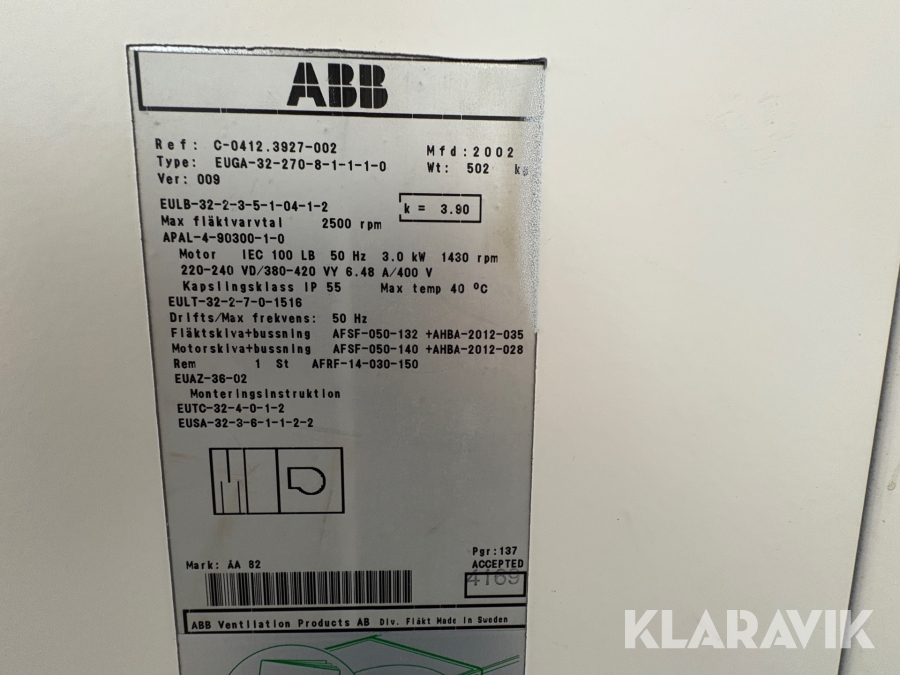 ABB
Ref: C-0412.3927-002 Mfd:2002
Type: EUGA-32-270-8-1-1-1-0 Wt: 502 kg
Ver: 009
EULB-32-2-3-5-1-04-1-2 k = 3.90
Max fläktvarvtal 2500 rpm
APAL-4-90300-1-0
Motor IEC 100 LB 50 Hz 3.0 kW 1430 rpm
220-240 VD/380-420 VY 6.48 A/400 V
Kapslingsklass IP 55 Max temp 40 °C
EULT-32-2-7-0-1516
Drifts/Max frekvens: 50 Hz
Fläktskiva+bussning AFSF-050-132 +AHBA-2012-035
Motorskiva+bussning AFSF-050-140 +AHBA-2012-028
Rem 1 St AFRF-14-030-150
EUAZ-36-02
Monteringsinstruktion
EUTC-32-4-0-1-2
EUSA-32-3-6-1-1-2-2
Pgr:137
Mark: ÄA 82 ACCEPTED
4169
ABB Ventilation Products AB Div. Fläkt Made in Sweden
KLARAVIK